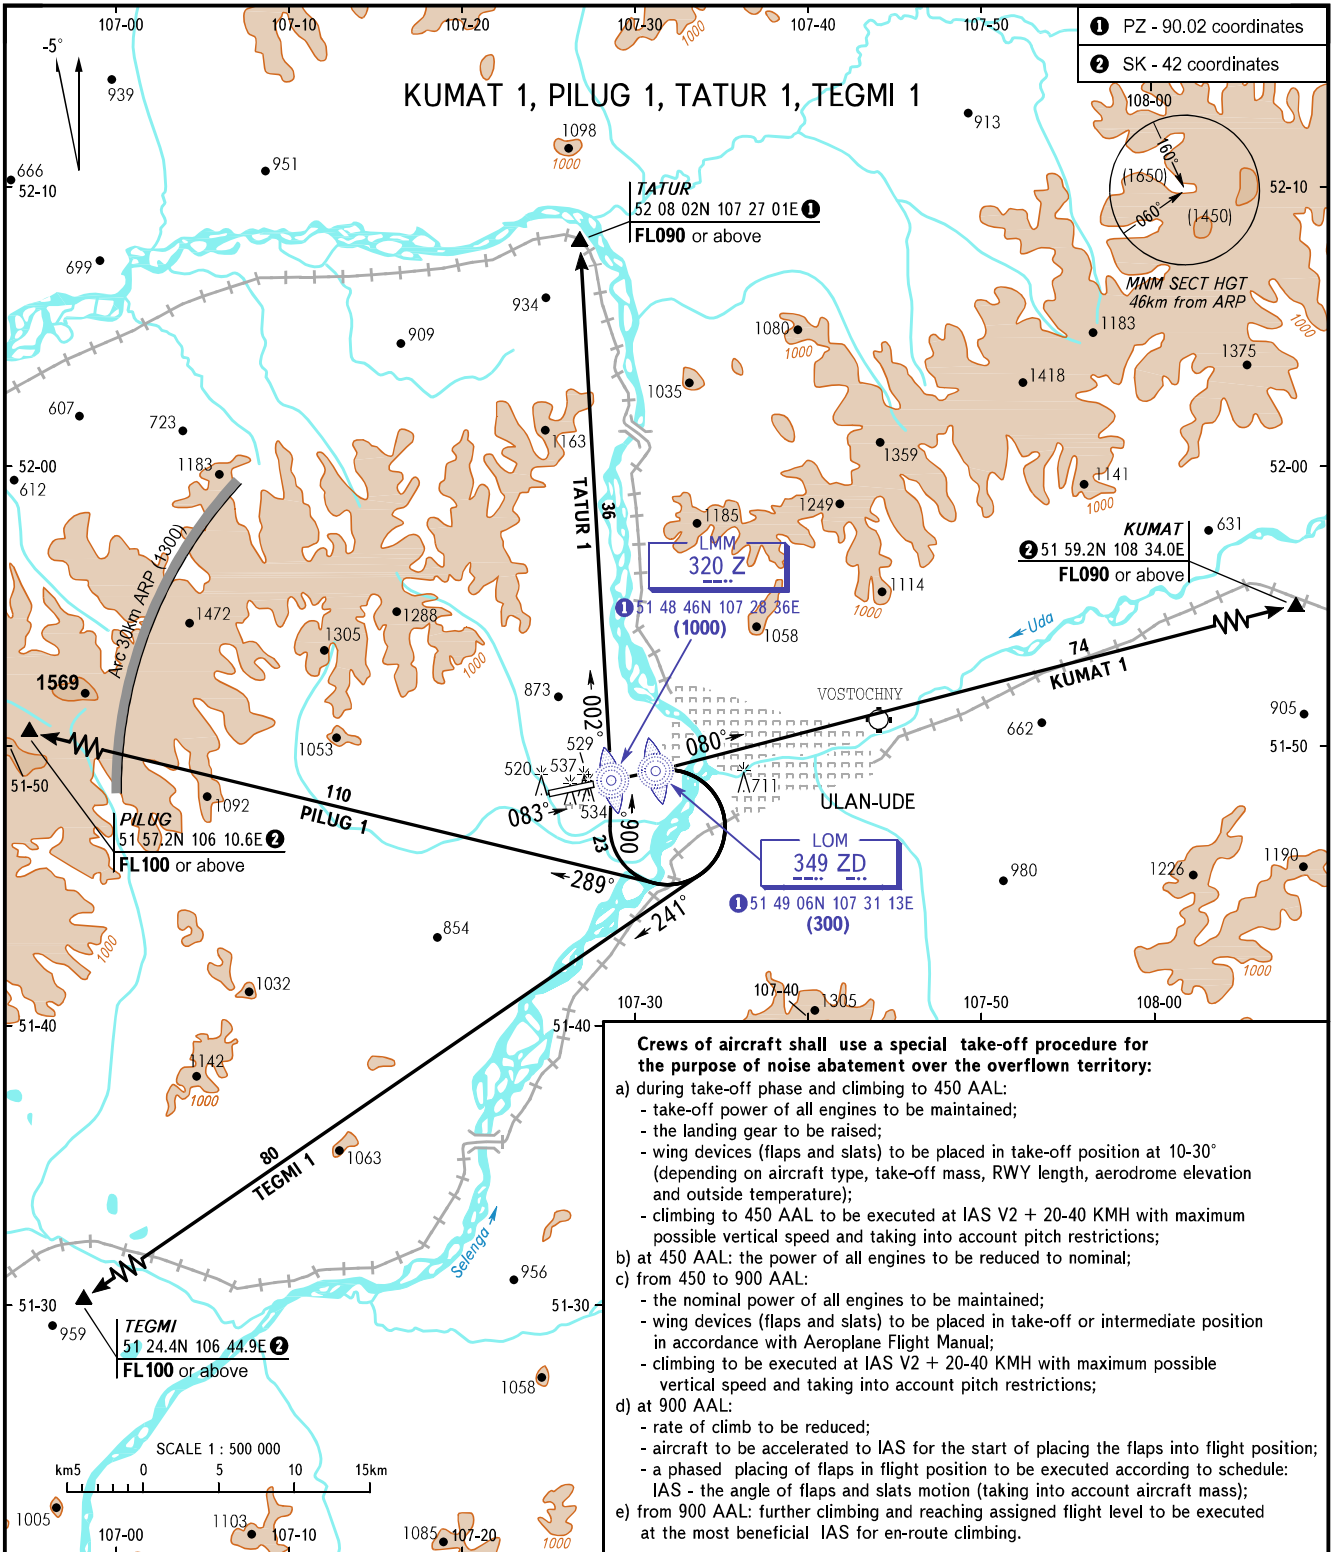 107-00
107-10
107-20
107-30
107-40
107-50
1000
❶ PZ - 90.02 coordinates
❷ SK - 42 coordinates
-5°
939
KUMAT 1, PILUG 1, TATUR 1, TEGMI 1
108-00
913
1098
1000
951
666
52-10
160°
(1650)
060°
(1450)
52-10
TATUR
52 08 02N 107 27 01E ❶
FL090 or above
699
MNM SECT HGT
46km from ARP
1000
934
909
1080
1000
1183
1375
1035
1418
607
723
1163
1359
1183
52-00
612
52-00
1141
1000
TATUR 1
36
1249
1185
KUMAT
❷ 51 59.2N 108 34.0E
FL090 or above
631
LMM
320 Z
❶ 51 48 46N 107 28 36E
(1000)
1114
1000
Arc 30km ARP (1300)
1472
1288
1305
1000
1058
Uda
74
KUMAT 1
1569
873
002°
VOSTOCHNY
662
905
51-50
1053
080°
529
537
520
534
711
51-50
083°
ULAN-UDE
1092
110
PILUG 1
23
900
PILUG
51 57.2N 106 10.6E ❷
FL100 or above
LOM
349 ZD
❶ 51 49 06N 107 31 13E
(300)
289°
241°
980
1226
1190
1000
854
1000
1032
107-30
107-40
1305
107-50
108-00
51-40
51-40
1142
1000
1063
80
TEGMI 1
Selenga
956
51-30
51-30
959
TEGMI
51 24.4N 106 44.9E ❷
FL100 or above
1058
SCALE 1 : 500 000
km5 0 5 10 15km
1005
107-00
1103
107-10
1085
107-20
1000
Crews of aircraft shall use a special take-off procedure for
the purpose of noise abatement over the overflown territory:
a) during take-off phase and climbing to 450 AAL:
- take-off power of all engines to be maintained;
- the landing gear to be raised;
- wing devices (flaps and slats) to be placed in take-off position at 10-30°
(depending on aircraft type, take-off mass, RWY length, aerodrome elevation
and outside temperature);
- climbing to 450 AAL to be executed at IAS V2 + 20-40 KMH with maximum
possible vertical speed and taking into account pitch restrictions;
b) at 450 AAL: the power of all engines to be reduced to nominal;
c) from 450 to 900 AAL:
- the nominal power of all engines to be maintained;
- wing devices (flaps and slats) to be placed in take-off or intermediate position
in accordance with Aeroplane Flight Manual;
- climbing to be executed at IAS V2 + 20-40 KMH with maximum possible
vertical speed and taking into account pitch restrictions;
d) at 900 AAL:
- rate of climb to be reduced;
- aircraft to be accelerated to IAS for the start of placing the flaps into flight position;
- a phased placing of flaps in flight position to be executed according to schedule:
IAS - the angle of flaps and slats motion (taking into account aircraft mass);
e) from 900 AAL: further climbing and reaching assigned flight level to be executed
at the most beneficial IAS for en-route climbing.